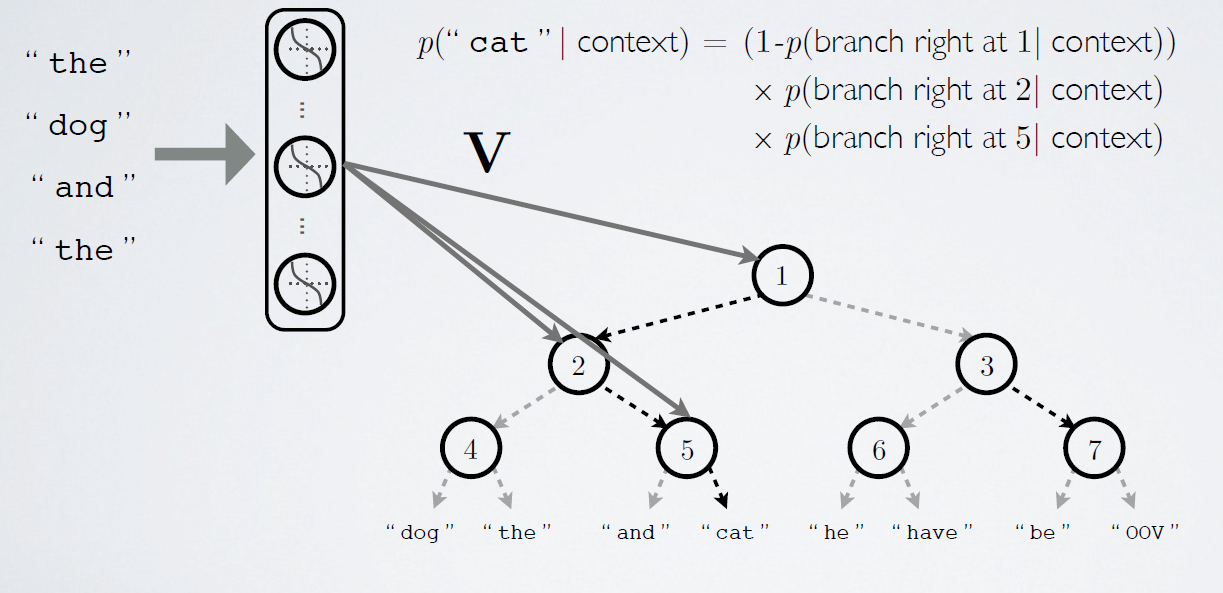 “ the ”
“ dog ”
“ and ”
“ the ”
p(“ cat ”| context) = (1-p(branch right at 1| context))
× p(branch right at 2| context)
× p(branch right at 5| context)
V
1
2
3
4
5
6
7
“ dog ” “ the ” “ and ” “ cat ” “ he ” “ have ” “ be ” “ OOV ”